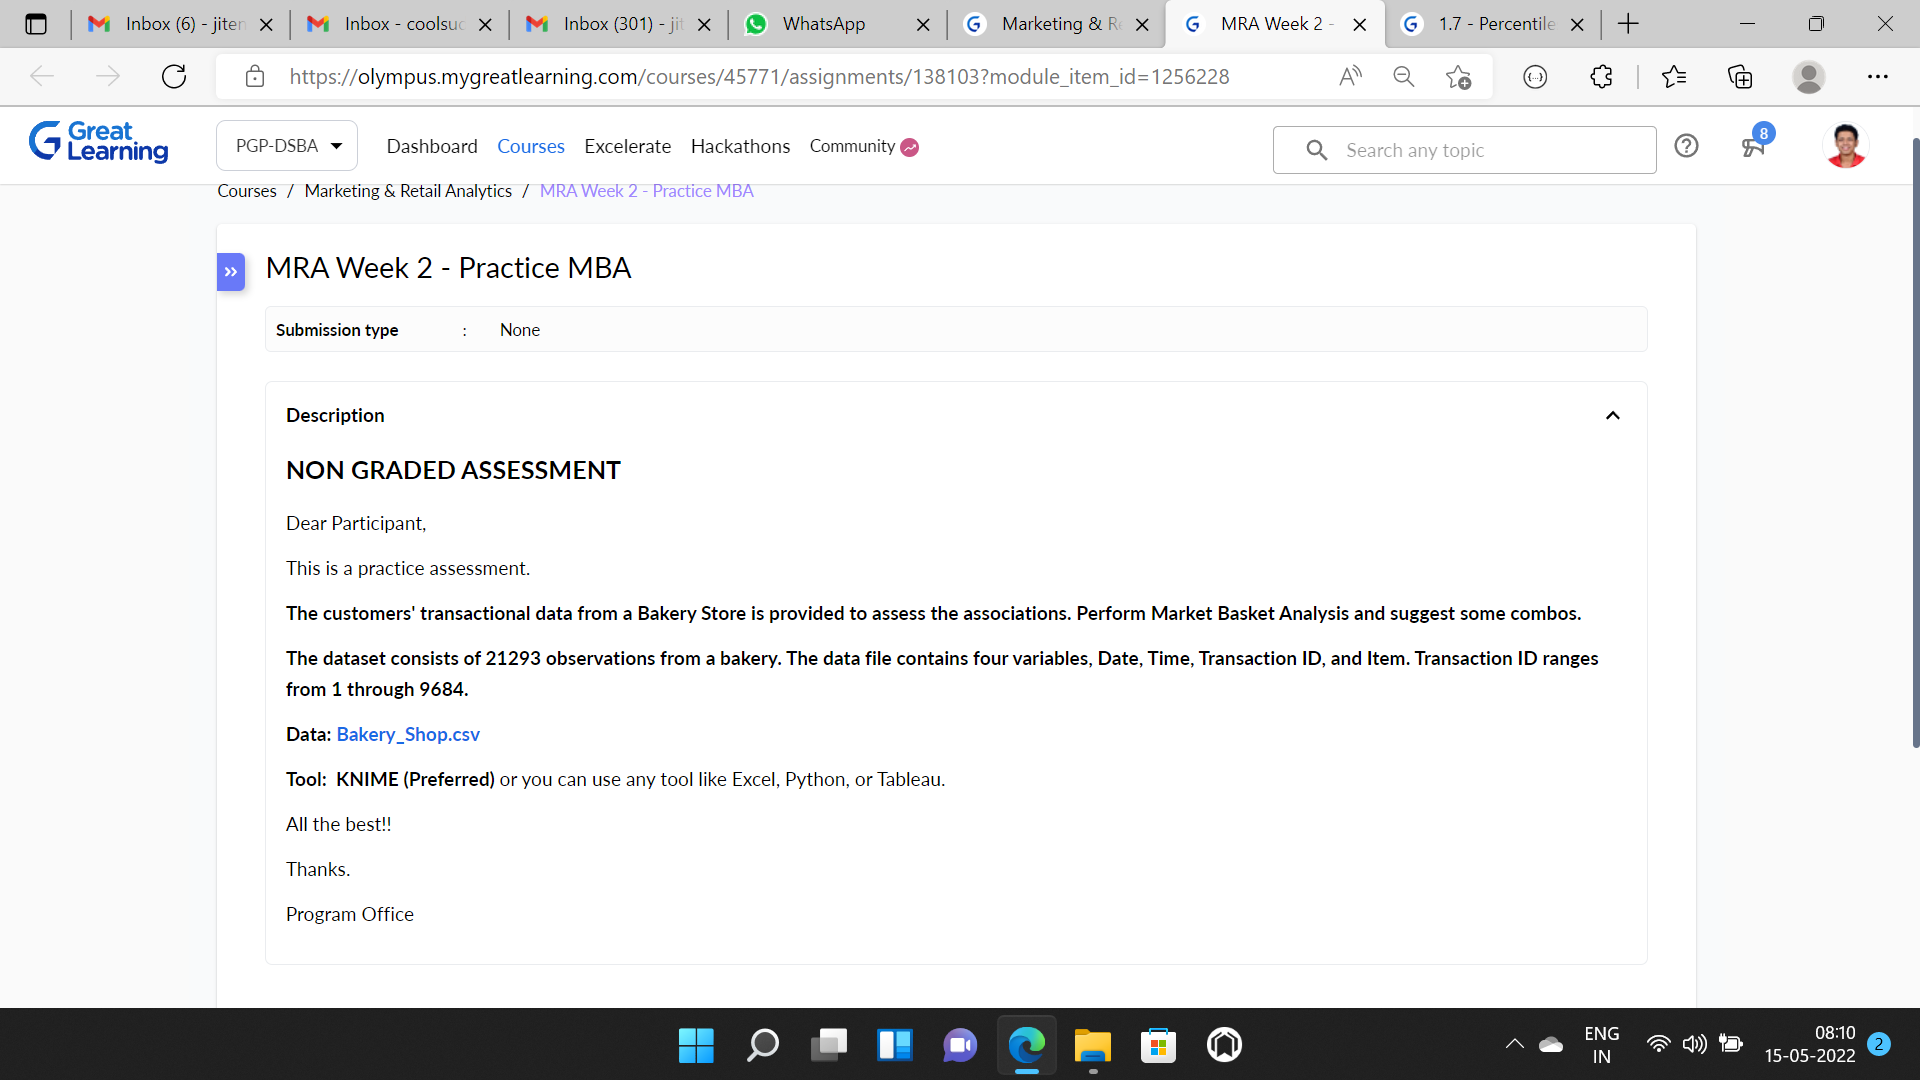 Inbox (6) - jiten
Inbox - coolsud
Inbox (301) - jit
WhatsApp
Marketing & Re
MRA Week 2 -
1.7 - Percentile
https://olympus.mygreatlearning.com/courses/45771/assignments/138103?module_item_id=1256228
Great Learning
PGP-DSBA
Dashboard
Courses
Excelerate
Hackathons
Community
Search any topic
8
Courses / Marketing & Retail Analytics / MRA Week 2 - Practice MBA
MRA Week 2 - Practice MBA
Submission type : None
Description
NON GRADED ASSESSMENT
Dear Participant,
This is a practice assessment.
The customers' transactional data from a Bakery Store is provided to assess the associations. Perform Market Basket Analysis and suggest some combos.
The dataset consists of 21293 observations from a bakery. The data file contains four variables, Date, Time, Transaction ID, and Item. Transaction ID ranges
from 1 through 9684.
Data: Bakery_Shop.csv
Tool: KNIME (Preferred) or you can use any tool like Excel, Python, or Tableau.
All the best!!
Thanks.
Program Office
ENG
IN
08:10
15-05-2022
2